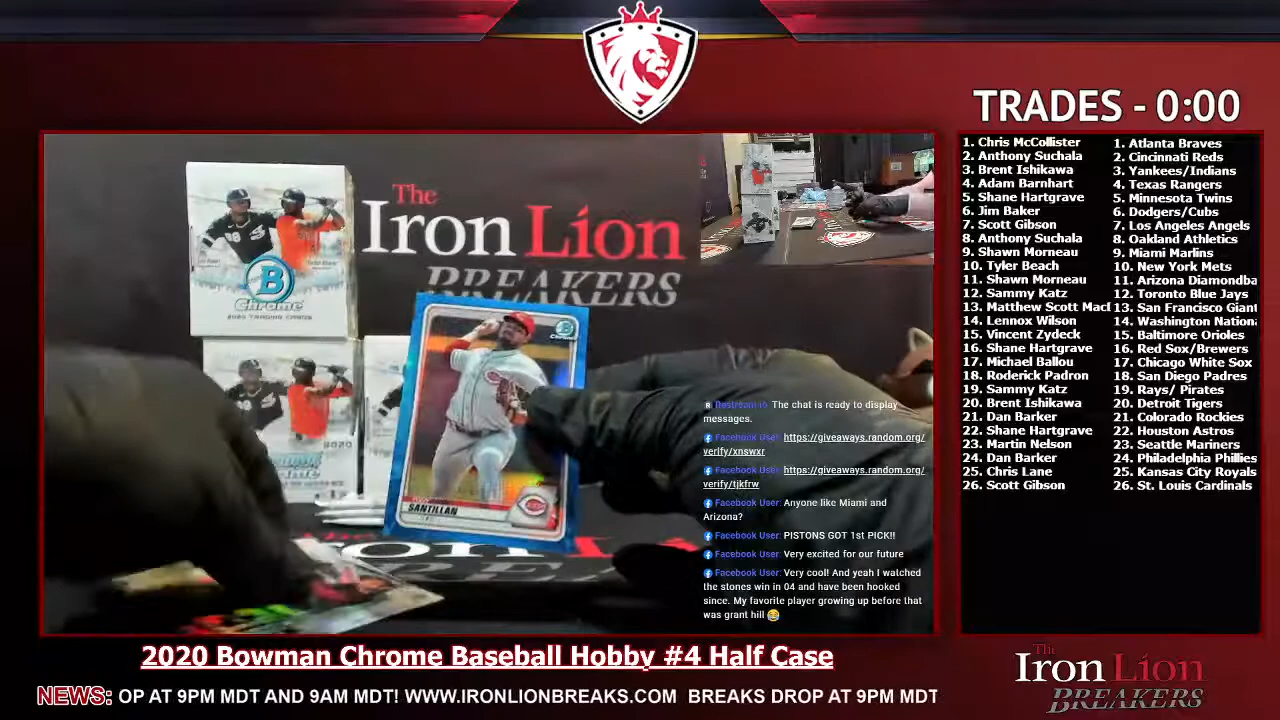 TRADES - 0:00
1. Chris McCollister
2. Anthony Suchala
3. Brent Ishikawa
4. Adam Barnhart
5. Shane Hartgrave
6. Jim Baker
7. Scott Gibson
8. Anthony Suchala
9. Shawn Morneau
10. Tyler Beach
11. Shawn Morneau
12. Sammy Katz
13. Matthew Scott Macl
14. Lennox Wilson
15. Vincent Zydeck
16. Shane Hartgrave
17. Michael Ballou
18. Roderick Padron
19. Sammy Katz
20. Brent Ishikawa
21. Dan Barker
22. Shane Hartgrave
23. Martin Nelson
24. Dan Barker
25. Chris Lane
26. Scott Gibson
1. Atlanta Braves
2. Cincinnati Reds
3. Yankees/Indians
4. Texas Rangers
5. Minnesota Twins
6. Dodgers/Cubs
7. Los Angeles Angels
8. Oakland Athletics
9. Miami Marlins
10. New York Mets
11. Arizona Diamondba
12. Toronto Blue Jays
13. San Francisco Giant
14. Washington Nation
15. Baltimore Orioles
16. Red Sox/Brewers
17. Chicago White Sox
18. San Diego Padres
19. Rays/ Pirates
20. Detroit Tigers
21. Colorado Rockies
22. Houston Astros
23. Seattle Mariners
24. Philadelphia Phillies
25. Kansas City Royals
26. St. Louis Cardinals
The
Iron Lion
BREAKERS
B
Chrome
2020
SANTILLAN
Restream.io The chat is ready to display
messages.
Facebook User: https://giveaways.random.org/
verify/xnswxr
Facebook User: https://giveaways.random.org/
verify/tjkfrw
Facebook User: Anyone like Miami and
Arizona?
Facebook User: PISTONS GOT 1st PICK!!
Facebook User: Very excited for our future
Facebook User: Very cool! And yeah I watched
the stones win in 04 and have been hooked
since. My favorite player growing up before that
was grant hill 😂
2020 Bowman Chrome Baseball Hobby #4 Half Case
NEWS: OP AT 9PM MDT AND 9AM MDT! WWW.IRONLIONBREAKS.COM BREAKS DROP AT 9PM MDT
The
Iron Lion
BREAKERS